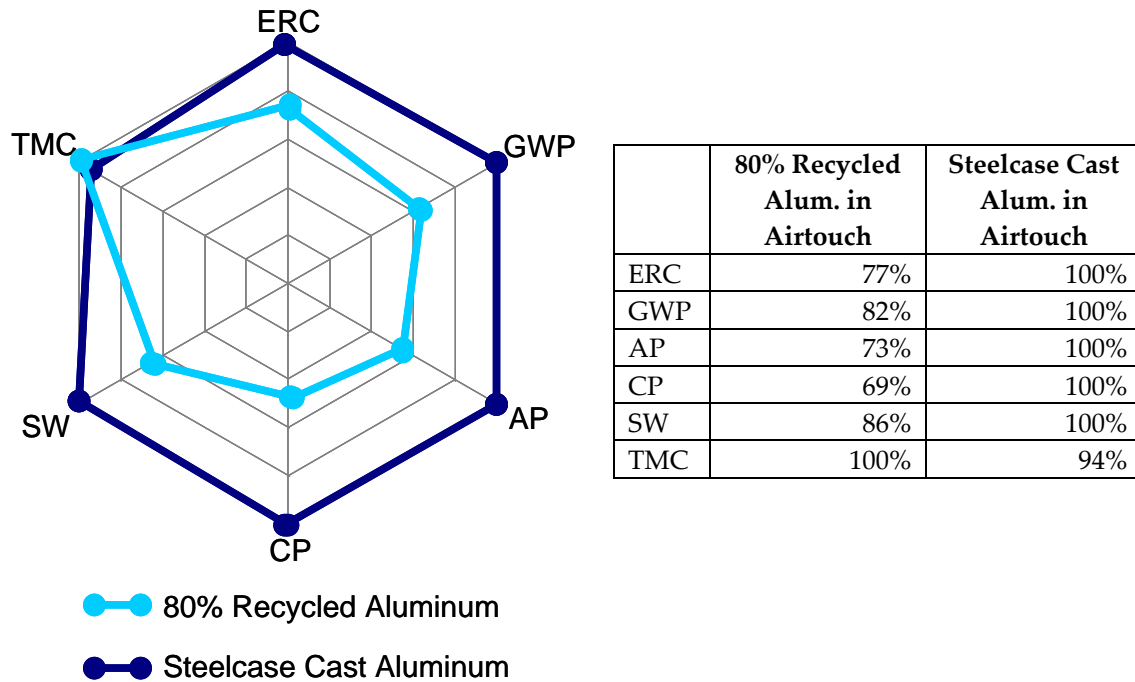 ERC
TMC
GWP
SW
AP
CP
80% Recycled Aluminum
Steelcase Cast Aluminum
80% Recycled
Alum. in
Airtouch
Steelcase Cast
Alum. in
Airtouch
ERC 77% 100%
GWP 82% 100%
AP 73% 100%
CP 69% 100%
SW 86% 100%
TMC 100% 94%